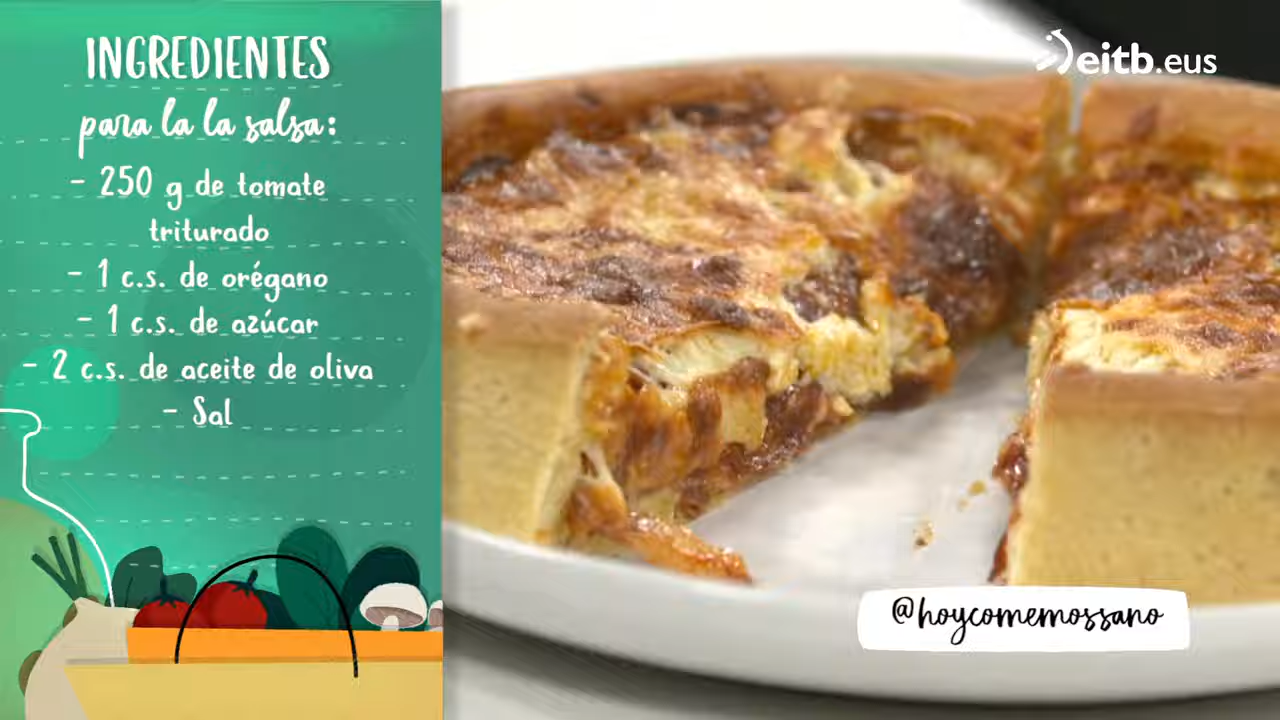 INGREDIENTES
para la la salsa:
- 250 g de tomate
triturado
- 1 c.s. de orégano
- 1 c.s. de azúcar
- 2 c.s. de aceite de oliva
- Sal
eitb.eus
@hoycomemossano